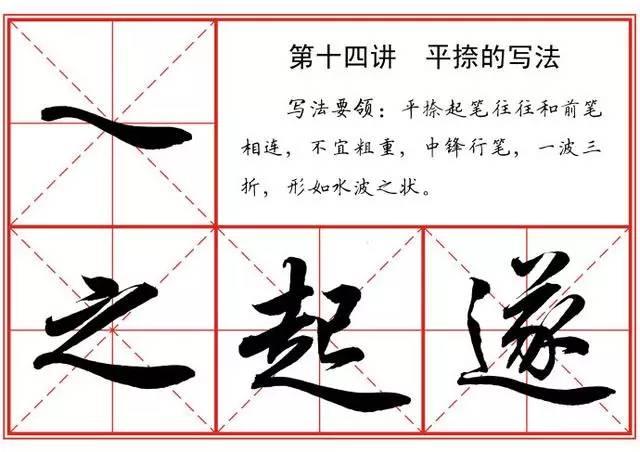 第十四讲　平捺的写法
写法要领：平捺起笔往往和前笔
相连，不宜粗重，中锋行笔，一波三
折，形如水波之状。
之 起 遂